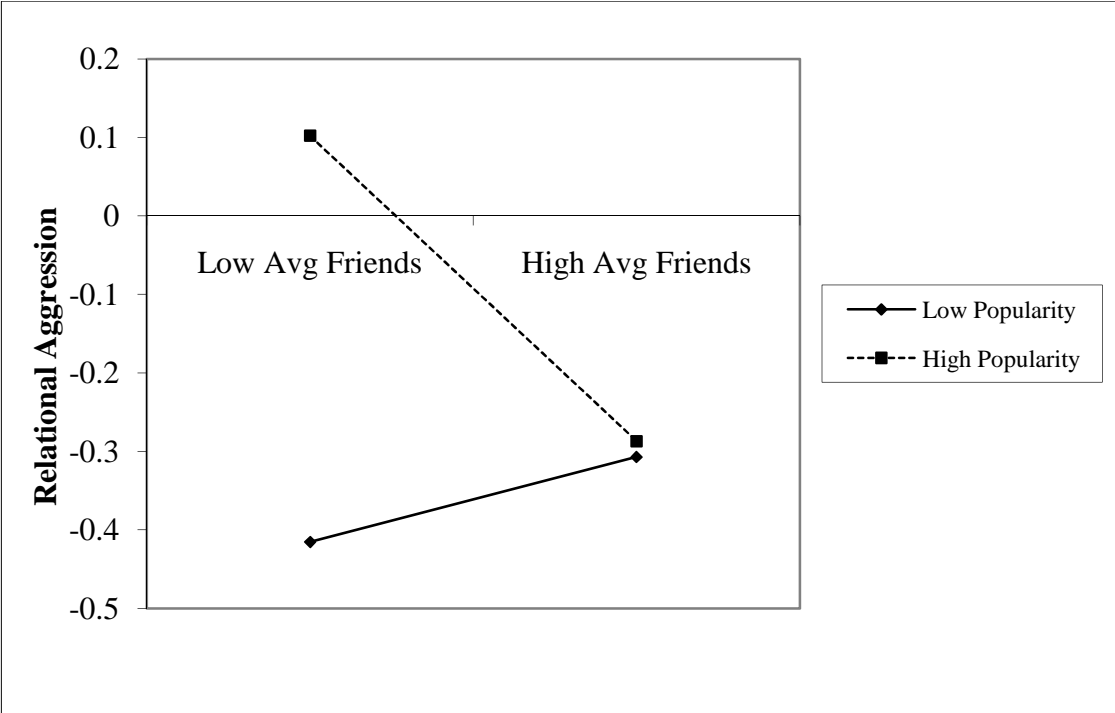 0.2
0.1
0
-0.1
-0.2
-0.3
-0.4
-0.5
Relational Aggression
Low Avg Friends
High Avg Friends
Low Popularity
High Popularity